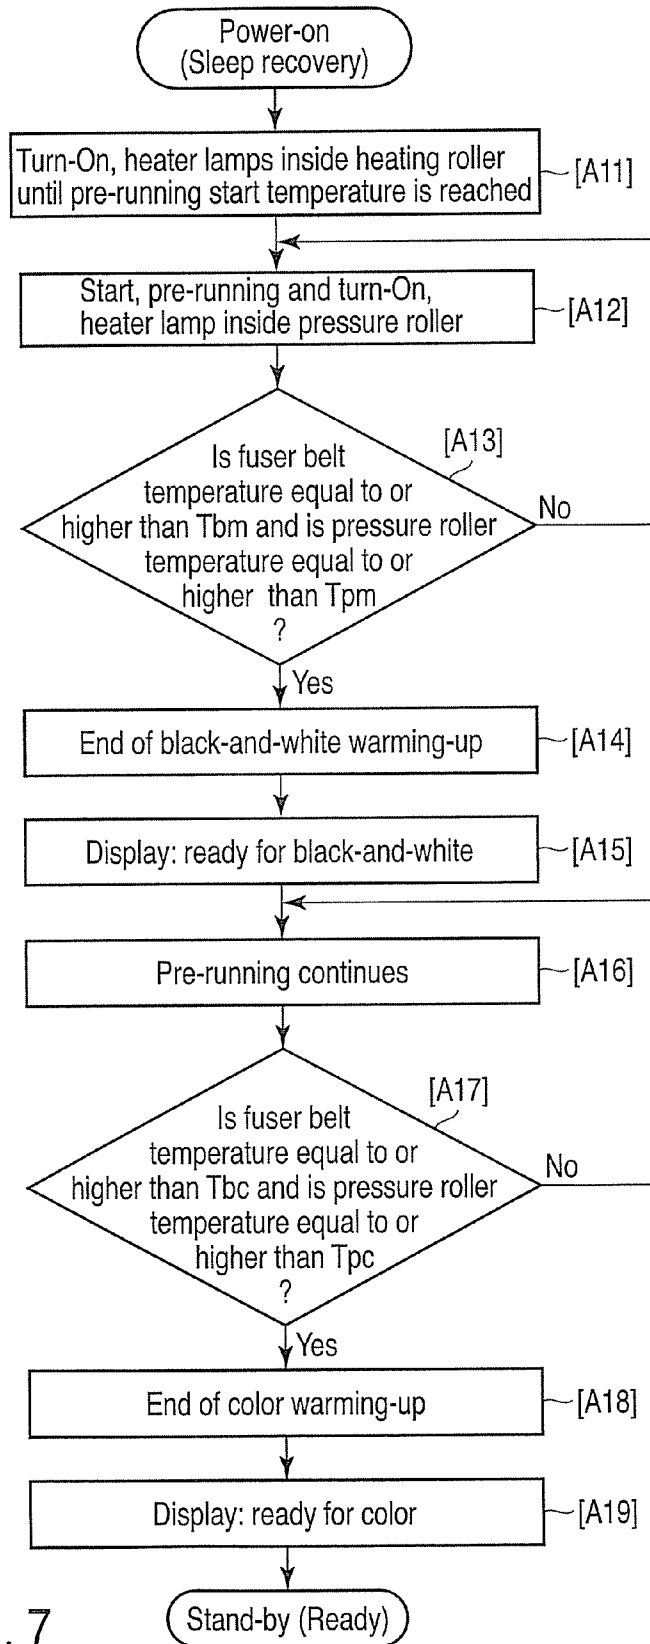 Power-on
(Sleep recovery)
Turn-On, heater lamps inside heating roller
until pre-running start temperature is reached
[A11]
Start, pre-running and turn-On,
heater lamp inside pressure roller
[A12]
[A13]
Is fuser belt
temperature equal to or
higher than Tbm and is pressure roller
temperature equal to or
higher than Tpm
?
No
Yes
End of black-and-white warming-up
[A14]
Display: ready for black-and-white
[A15]
Pre-running continues
[A16]
[A17]
Is fuser belt
temperature equal to or
higher than Tbc and is pressure roller
temperature equal to or
higher than Tpc
?
No
Yes
End of color warming-up
[A18]
Display: ready for color
[A19]
Stand-by (Ready)
. 7